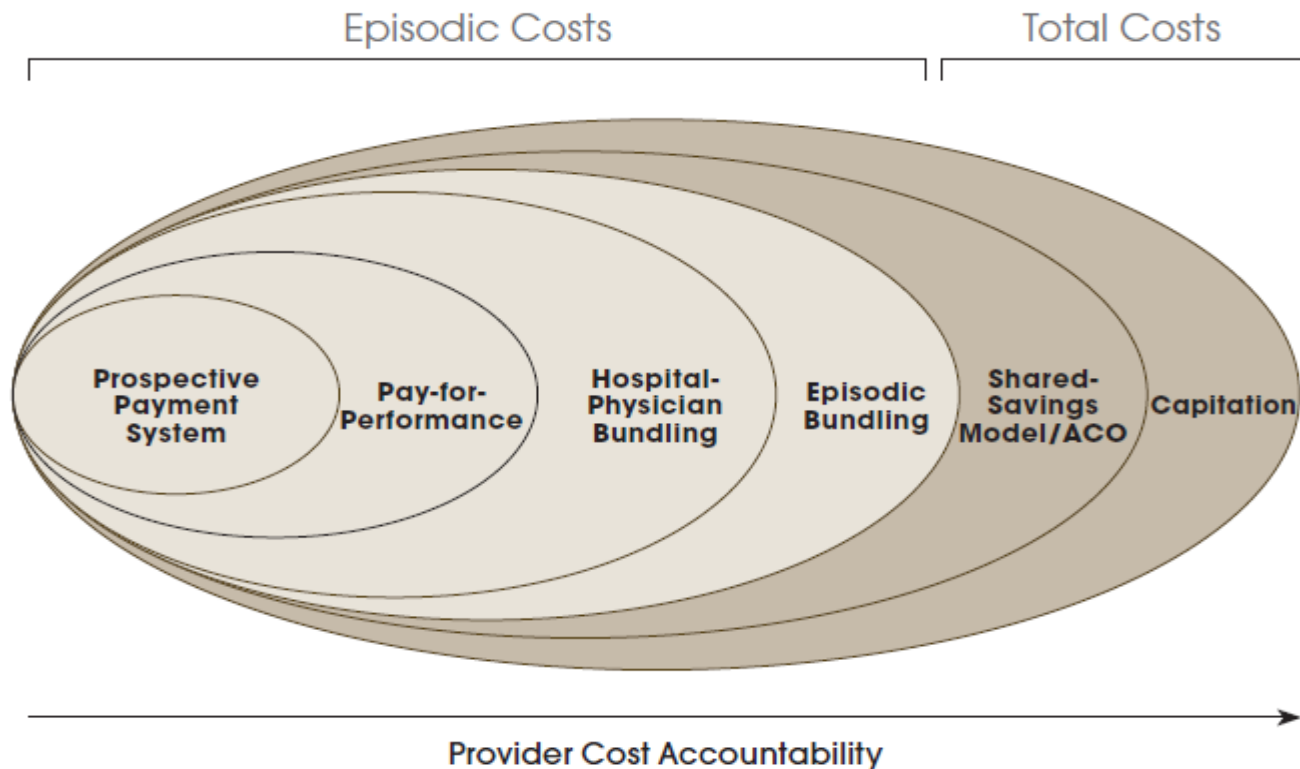 Episodic Costs
Total Costs
Prospective
Payment
System
Pay-for-
Performance
Hospital-
Physician
Bundling
Episodic
Bundling
Shared-
Savings
Model/ACO
Capitation
Provider Cost Accountability